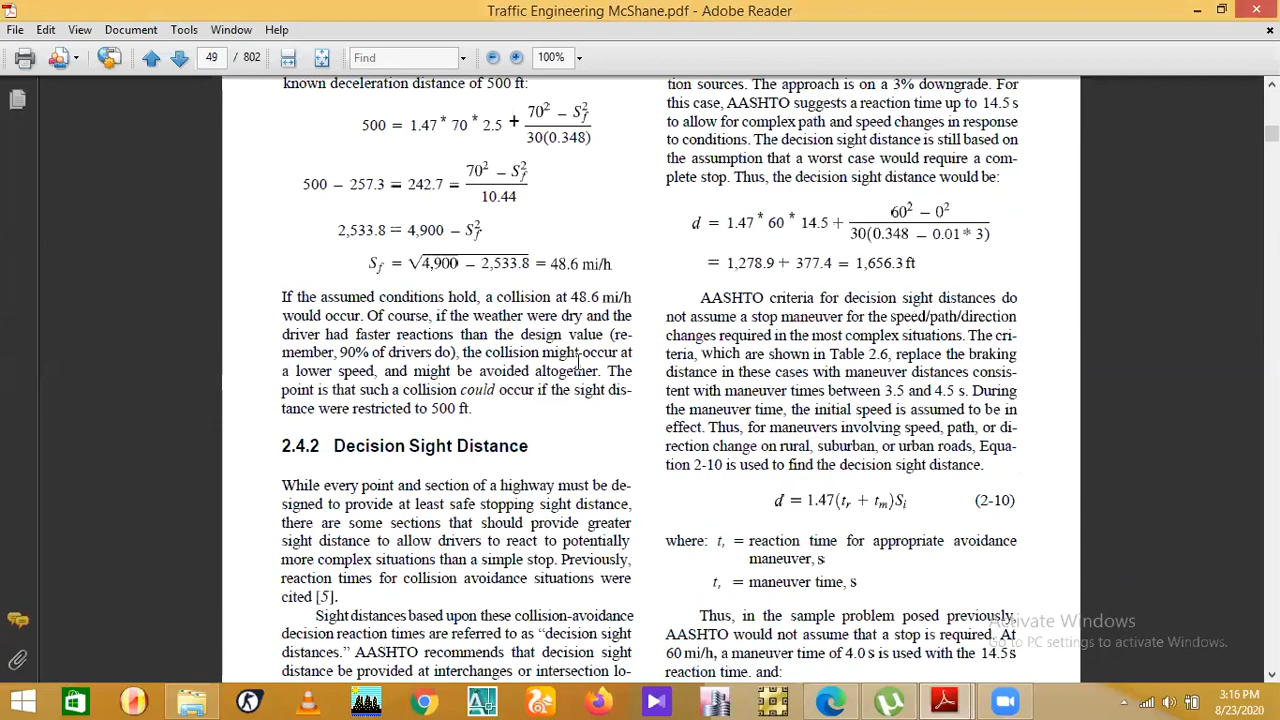 Traffic Engineering McShane.pdf - Adobe Reader
File Edit View Document Tools Window Help
49 / 802 Find 100%
known deceleration distance of 500 ft:
500 = 1.47 * 70 * 2.5 + (70² − S_f²) / 30(0.348)
500 − 257.3 = 242.7 = (70² − S_f²) / 10.44
2,533.8 = 4,900 − S_f²
S_f = √(4,900 − 2,533.8) = 48.6 mi/h
If the assumed conditions hold, a collision at 48.6 mi/h
would occur. Of course, if the weather were dry and the
driver had faster reactions than the design value (re-
member, 90% of drivers do), the collision might occur at
a lower speed, and might be avoided altogether. The
point is that such a collision could occur if the sight dis-
tance were restricted to 500 ft.
2.4.2 Decision Sight Distance
While every point and section of a highway must be de-
signed to provide at least safe stopping sight distance,
there are some sections that should provide greater
sight distance to allow drivers to react to potentially
more complex situations than a simple stop. Previously,
reaction times for collision avoidance situations were
cited [5].
Sight distances based upon these collision-avoidance
decision reaction times are referred to as "decision sight
distances." AASHTO recommends that decision sight
distance be provided at interchanges or intersection lo-
tion sources. The approach is on a 3% downgrade. For
this case, AASHTO suggests a reaction time up to 14.5 s
to allow for complex path and speed changes in response
to conditions. The decision sight distance is still based on
the assumption that a worst case would require a com-
plete stop. Thus, the decision sight distance would be:
d = 1.47 * 60 * 14.5 + (60² − 0²) / 30(0.348 − 0.01 * 3)
= 1,278.9 + 377.4 = 1,656.3 ft
AASHTO criteria for decision sight distances do
not assume a stop maneuver for the speed/path/direction
changes required in the most complex situations. The cri-
teria, which are shown in Table 2.6, replace the braking
distance in these cases with maneuver distances consis-
tent with maneuver times between 3.5 and 4.5 s. During
the maneuver time, the initial speed is assumed to be in
effect. Thus, for maneuvers involving speed, path, or di-
rection change on rural, suburban, or urban roads, Equa-
tion 2-10 is used to find the decision sight distance.
d = 1.47(t_r + t_m)S_i (2-10)
where: t, = reaction time for appropriate avoidance
maneuver, s
t, = maneuver time, s
Thus, in the sample problem posed previously,
AASHTO would not assume that a stop is required. At
60 mi/h, a maneuver time of 4.0 s is used with the 14.5 s
reaction time. and:
Activate Windows
Go to PC settings to activate Windows.
3:16 PM
8/23/2020